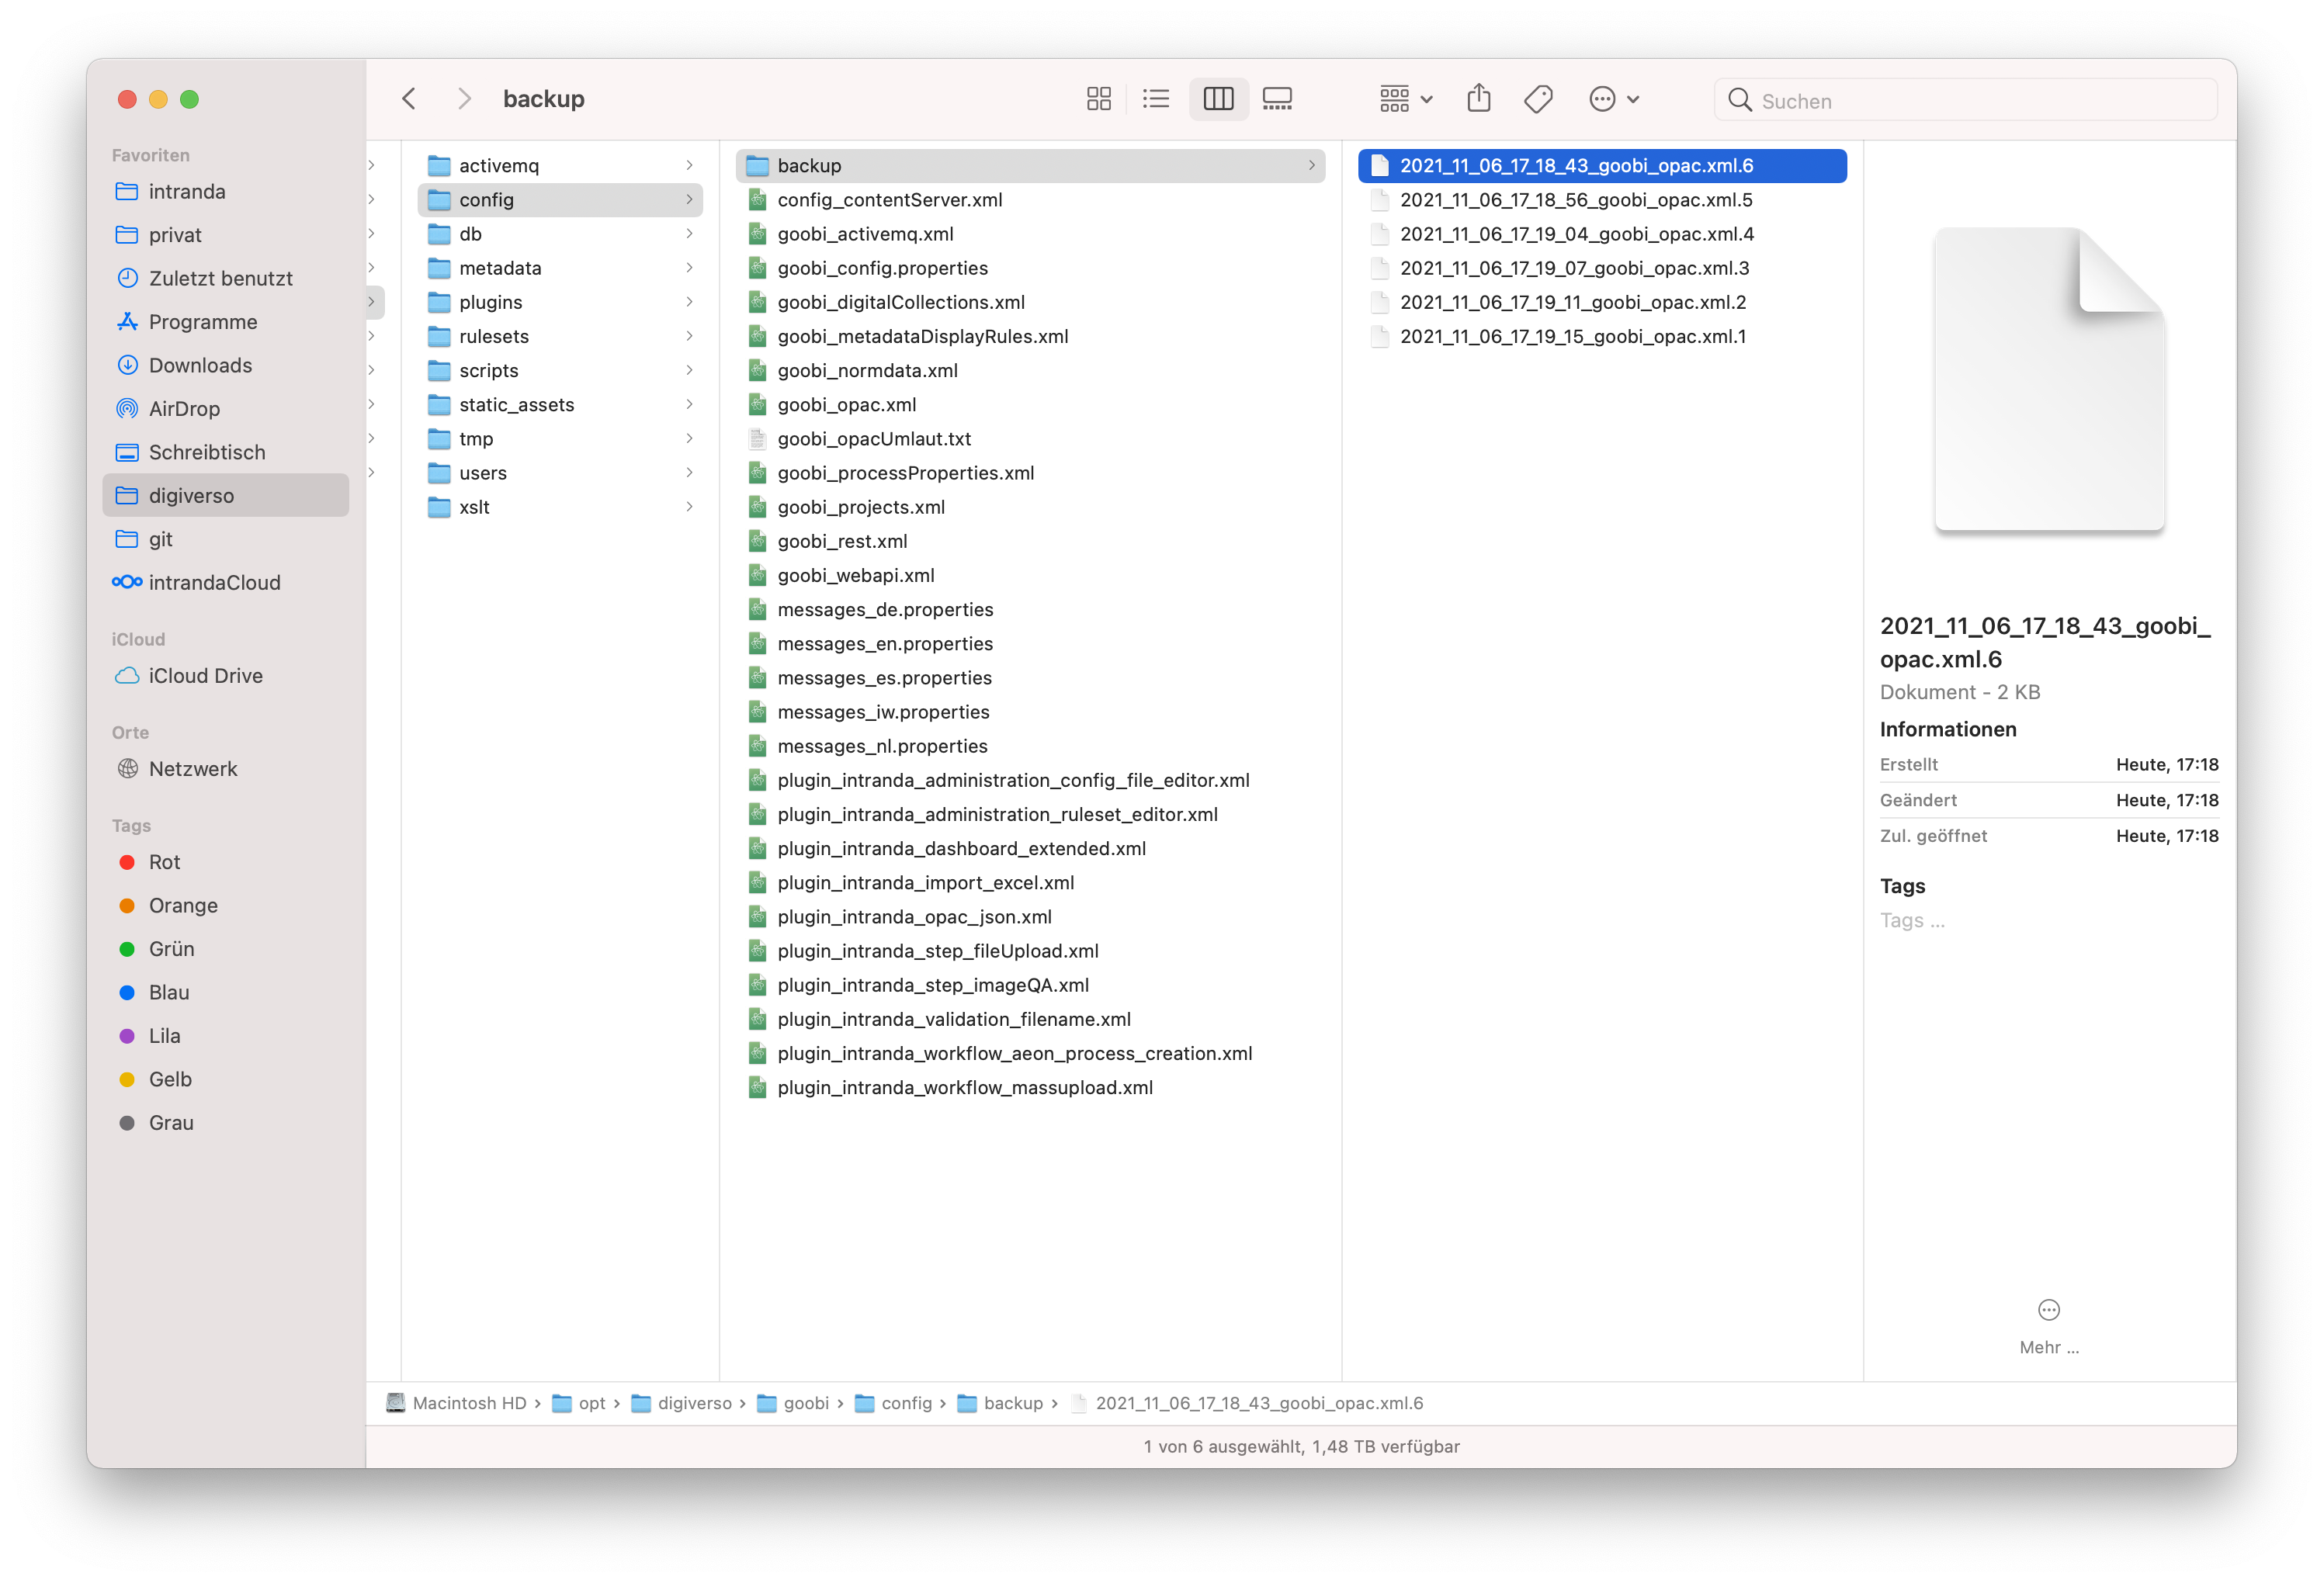 backup
Suchen
Favoriten
intranda
privat
Zuletzt benutzt
Programme
Downloads
AirDrop
Schreibtisch
digiverso
git
intrandaCloud
iCloud
iCloud Drive
Orte
Netzwerk
Tags
Rot
Orange
Grün
Blau
Lila
Gelb
Grau
activemq
config
db
metadata
plugins
rulesets
scripts
static_assets
tmp
users
xslt
backup
config_contentServer.xml
goobi_activemq.xml
goobi_config.properties
goobi_digitalCollections.xml
goobi_metadataDisplayRules.xml
goobi_normdata.xml
goobi_opac.xml
goobi_opacUmlaut.txt
goobi_processProperties.xml
goobi_projects.xml
goobi_rest.xml
goobi_webapi.xml
messages_de.properties
messages_en.properties
messages_es.properties
messages_iw.properties
messages_nl.properties
plugin_intranda_administration_config_file_editor.xml
plugin_intranda_administration_ruleset_editor.xml
plugin_intranda_dashboard_extended.xml
plugin_intranda_import_excel.xml
plugin_intranda_opac_json.xml
plugin_intranda_step_fileUpload.xml
plugin_intranda_step_imageQA.xml
plugin_intranda_validation_filename.xml
plugin_intranda_workflow_aeon_process_creation.xml
plugin_intranda_workflow_massupload.xml
2021_11_06_17_18_43_goobi_opac.xml.6
2021_11_06_17_18_56_goobi_opac.xml.5
2021_11_06_17_19_04_goobi_opac.xml.4
2021_11_06_17_19_07_goobi_opac.xml.3
2021_11_06_17_19_11_goobi_opac.xml.2
2021_11_06_17_19_15_goobi_opac.xml.1
2021_11_06_17_18_43_goobi_
opac.xml.6
Dokument - 2 KB
Informationen
Erstellt Heute, 17:18
Geändert Heute, 17:18
Zul. geöffnet Heute, 17:18
Tags
Tags ...
Mehr ...
Macintosh HD › opt › digiverso › goobi › config › backup › 2021_11_06_17_18_43_goobi_opac.xml.6
1 von 6 ausgewählt, 1,48 TB verfügbar